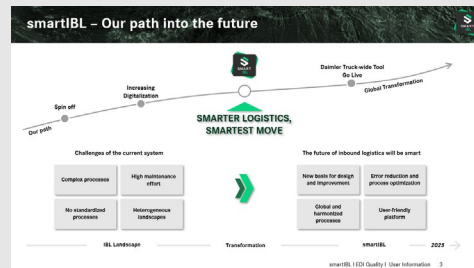 smartIBL – Our path into the future
SMART
Daimler Truck-wide Tool
Go Live
Increasing
Digitalization
Global Transformation
Spin off
Our path
SMARTER LOGISTICS,
SMARTEST MOVE
Challenges of the current system
The future of inbound logistics will be smart
Complex processes
High maintenance
effort
New basis for design
and improvement
Error reduction and
process optimization
No standardized
processes
Heterogeneous
landscapes
Global and
harmonized
processes
User-friendly
platform
IBL Landscape
Transformation
smartIBL
2025
smartIBL I EDI Quality I User Information 3